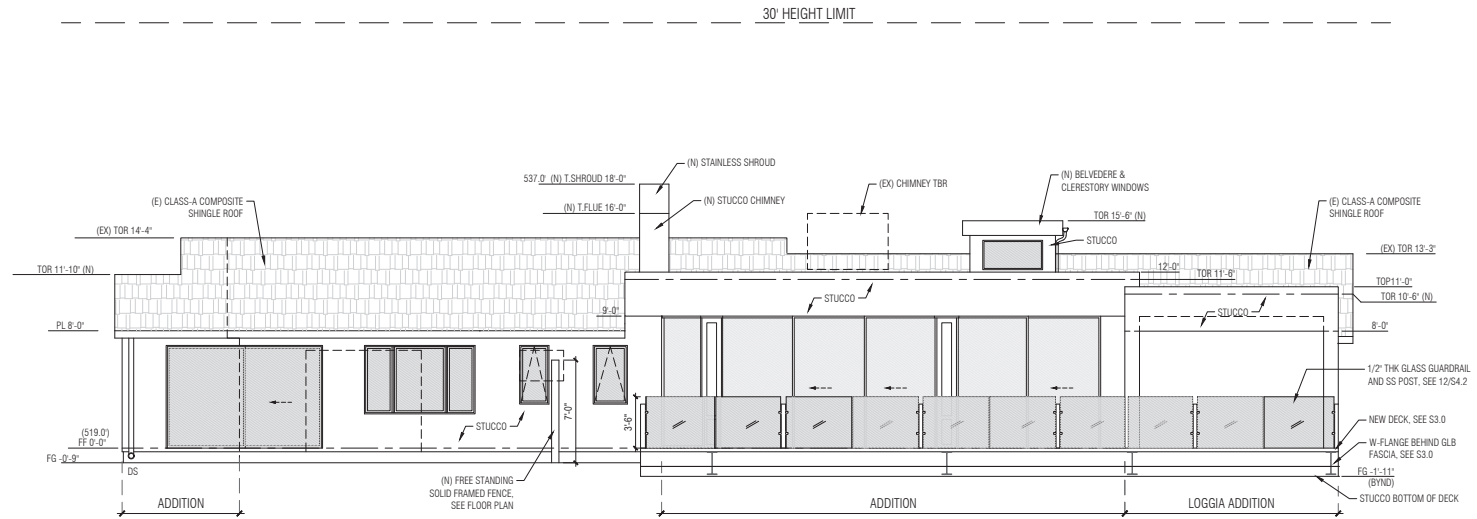 30' HEIGHT LIMIT
(N) STAINLESS SHROUD
537.0' (N) T.SHROUD 18'-0"
(EX) CHIMNEY TBR
(N) BELVEDERE &
CLERESTORY WINDOWS
(E) CLASS-A COMPOSITE
SHINGLE ROOF
(N) STUCCO CHIMNEY
(E) CLASS-A COMPOSITE
SHINGLE ROOF
(N) T.FLUE 16'-0"
TOR 15'-6" (N)
(EX) TOR 14'-4"
STUCCO
(EX) TOR 13'-3"
TOR 11'-10" (N)
12'-0"
TOR 11'-6"
TOP11'-0"
STUCCO
TOR 10'-6" (N)
9'-0"
STUCCO
PL 8'-0"
8'-0"
1/2" THK GLASS GUARDRAIL
AND SS POST, SEE 12/S4.2
7'-0"
3'-6"
STUCCO
NEW DECK, SEE S3.0
(519.0')
FF 0'-0"
W-FLANGE BEHIND GLB
FASCIA, SEE S3.0
FG -0'-9"
DS
FG -1'-11"
(BYND)
(N) FREE STANDING
SOLID FRAMED FENCE,
SEE FLOOR PLAN
STUCCO BOTTOM OF DECK
ADDITION
ADDITION
LOGGIA ADDITION